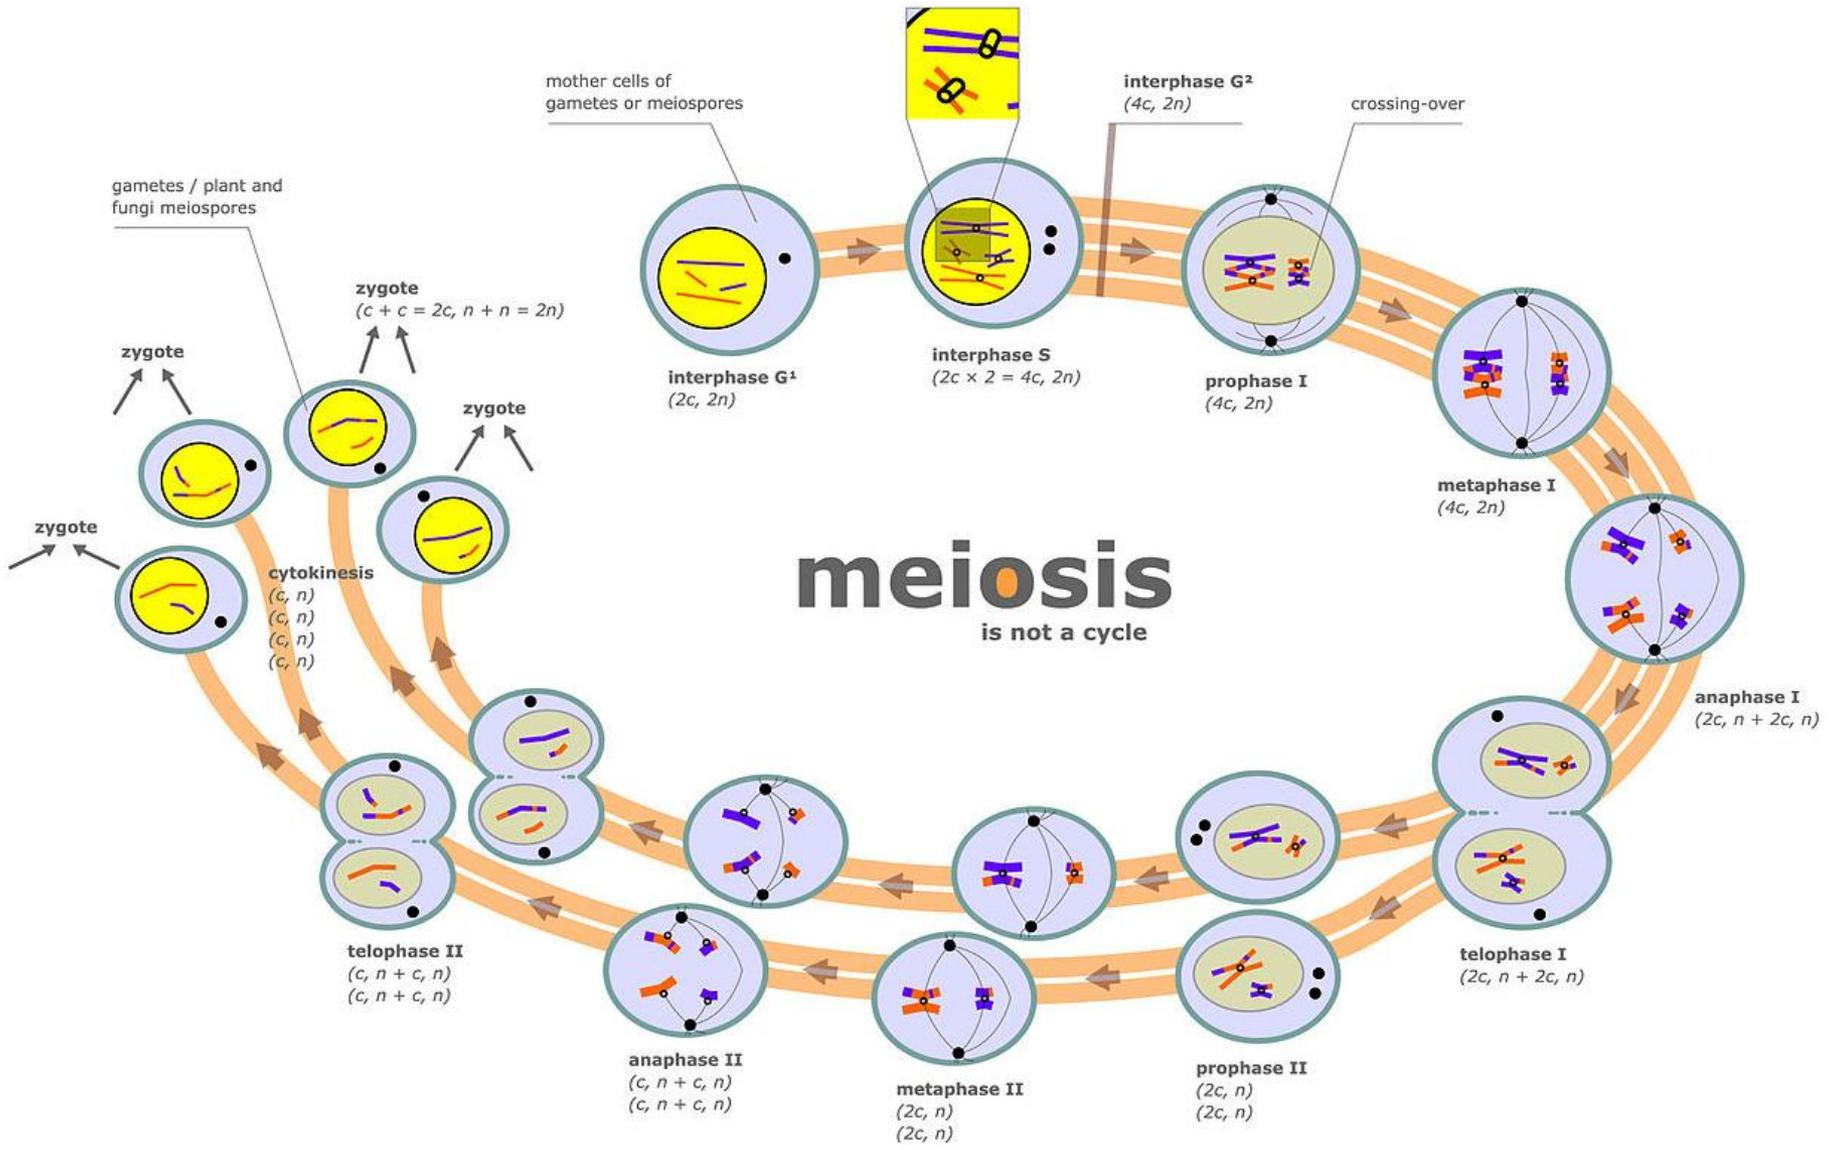 mother cells of
gametes or meiospores
interphase G²
(4c, 2n)
crossing-over
gametes / plant and
fungi meiospores
zygote
(c + c = 2c, n + n = 2n)
zygote
zygote
zygote
interphase G¹
(2c, 2n)
interphase S
(2c × 2 = 4c, 2n)
prophase I
(4c, 2n)
metaphase I
(4c, 2n)
meiosis
is not a cycle
cytokinesis
(c, n)
(c, n)
(c, n)
(c, n)
anaphase I
(2c, n + 2c, n)
telophase I
(2c, n + 2c, n)
prophase II
(2c, n)
(2c, n)
metaphase II
(2c, n)
(2c, n)
anaphase II
(c, n + c, n)
(c, n + c, n)
telophase II
(c, n + c, n)
(c, n + c, n)